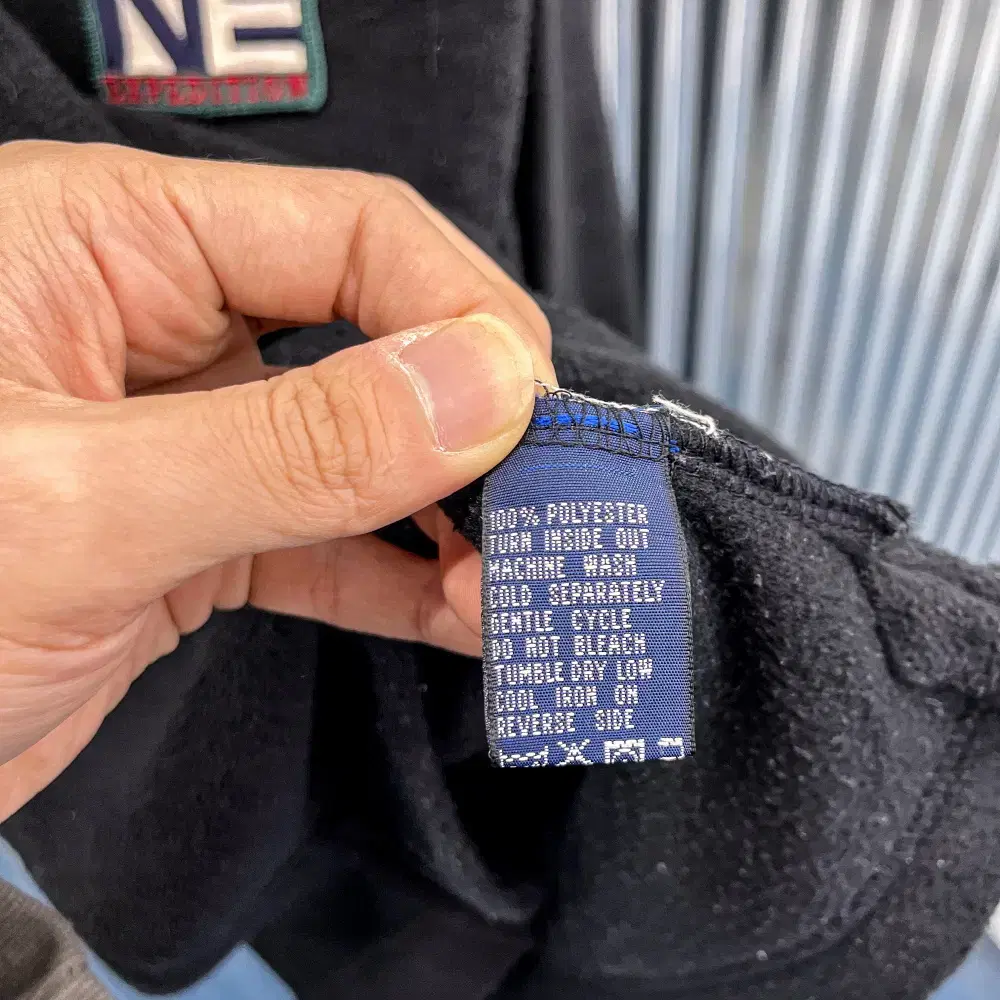 NE
EXPEDITION
100% POLYESTER
TURN INSIDE OUT
MACHINE WASH
COLD SEPARATELY
GENTLE CYCLE
DO NOT BLEACH
TUMBLE DRY LOW
COOL IRON ON
REVERSE SIDE